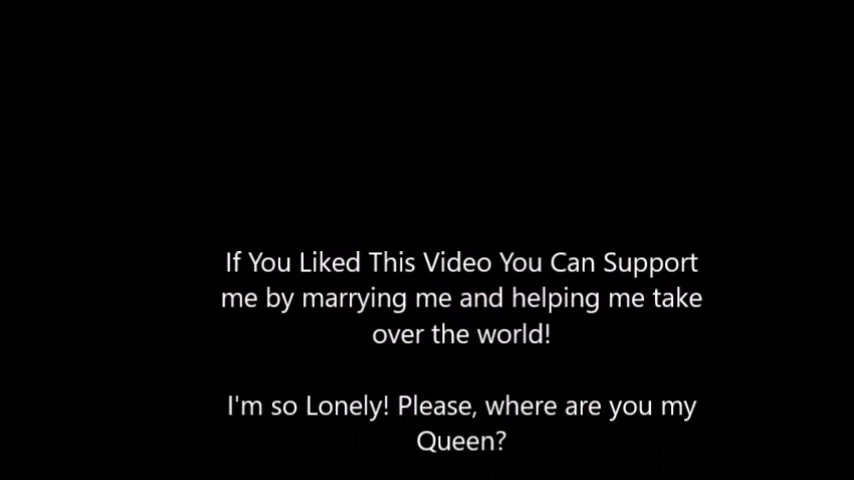 If You Liked This Video You Can Support
me by marrying me and helping me take
over the world!
I'm so Lonely! Please, where are you my
Queen?